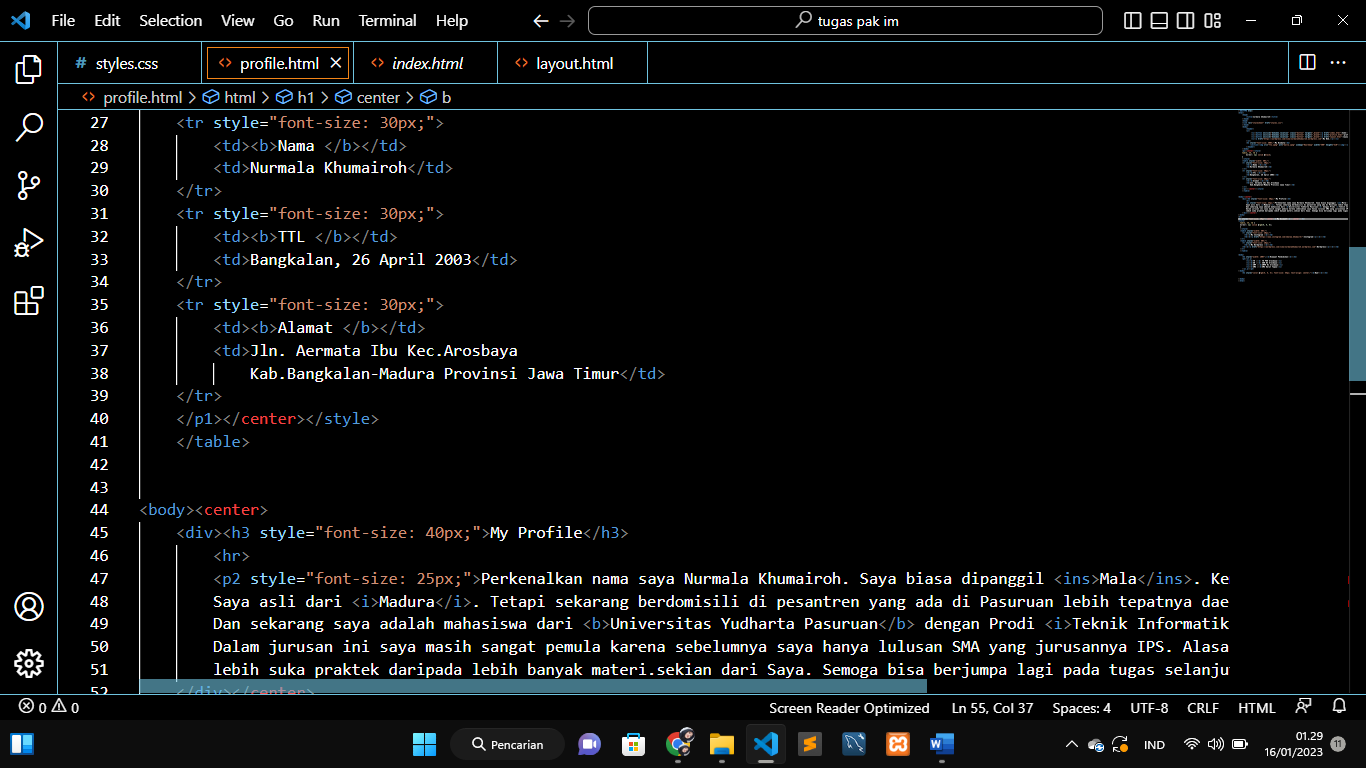 File Edit Selection View Go Run Terminal Help tugas pak im
# styles.css <> profile.html <> index.html <> layout.html
<> profile.html > html > h1 > center > b
27 <tr style="font-size: 30px;">
28 <td><b>Nama </b></td>
29 <td>Nurmala Khumairoh</td>
30 </tr>
31 <tr style="font-size: 30px;">
32 <td><b>TTL </b></td>
33 <td>Bangkalan, 26 April 2003</td>
34 </tr>
35 <tr style="font-size: 30px;">
36 <td><b>Alamat </b></td>
37 <td>Jln. Aermata Ibu Kec.Arosbaya
38 Kab.Bangkalan-Madura Provinsi Jawa Timur</td>
39 </tr>
40 </p1></center></style>
41 </table>
42
43
44 <body><center>
45 <div><h3 style="font-size: 40px;">My Profile</h3>
46 <hr>
47 <p2 style="font-size: 25px;">Perkenalkan nama saya Nurmala Khumairoh. Saya biasa dipanggil <ins>Mala</ins>. Ke
48 Saya asli dari <i>Madura</i>. Tetapi sekarang berdomisili di pesantren yang ada di Pasuruan lebih tepatnya dae
49 Dan sekarang saya adalah mahasiswa dari <b>Universitas Yudharta Pasuruan</b> dengan Prodi <i>Teknik Informatik
50 Dalam jurusan ini saya masih sangat pemula karena sebelumnya saya hanya lulusan SMA yang jurusannya IPS. Alasa
51 lebih suka praktek daripada lebih banyak materi.sekian dari Saya. Semoga bisa berjumpa lagi pada tugas selanju
52 </div></center>
0 0 Screen Reader Optimized Ln 55, Col 37 Spaces: 4 UTF-8 CRLF HTML
Pencarian IND 01.29
16/01/2023 11